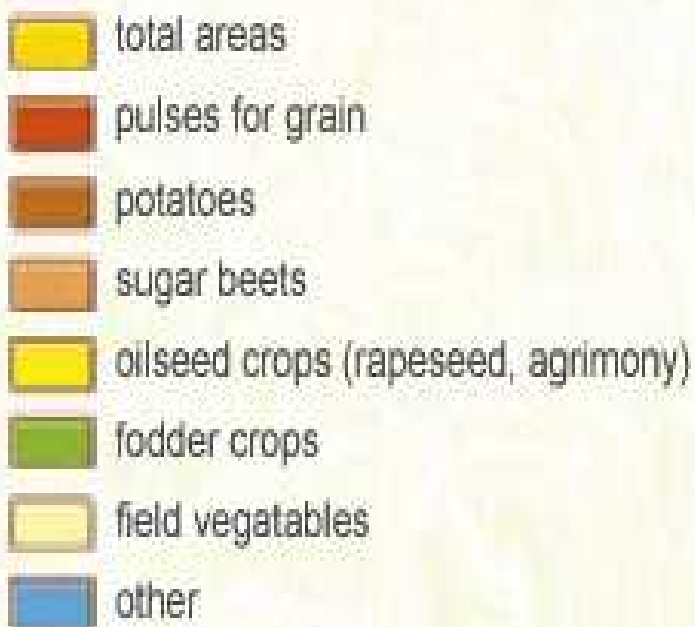 total areas
pulses for grain
potatoes
sugar beets
oilseed crops (rapeseed, agrimony)
fodder crops
field vegatables
other